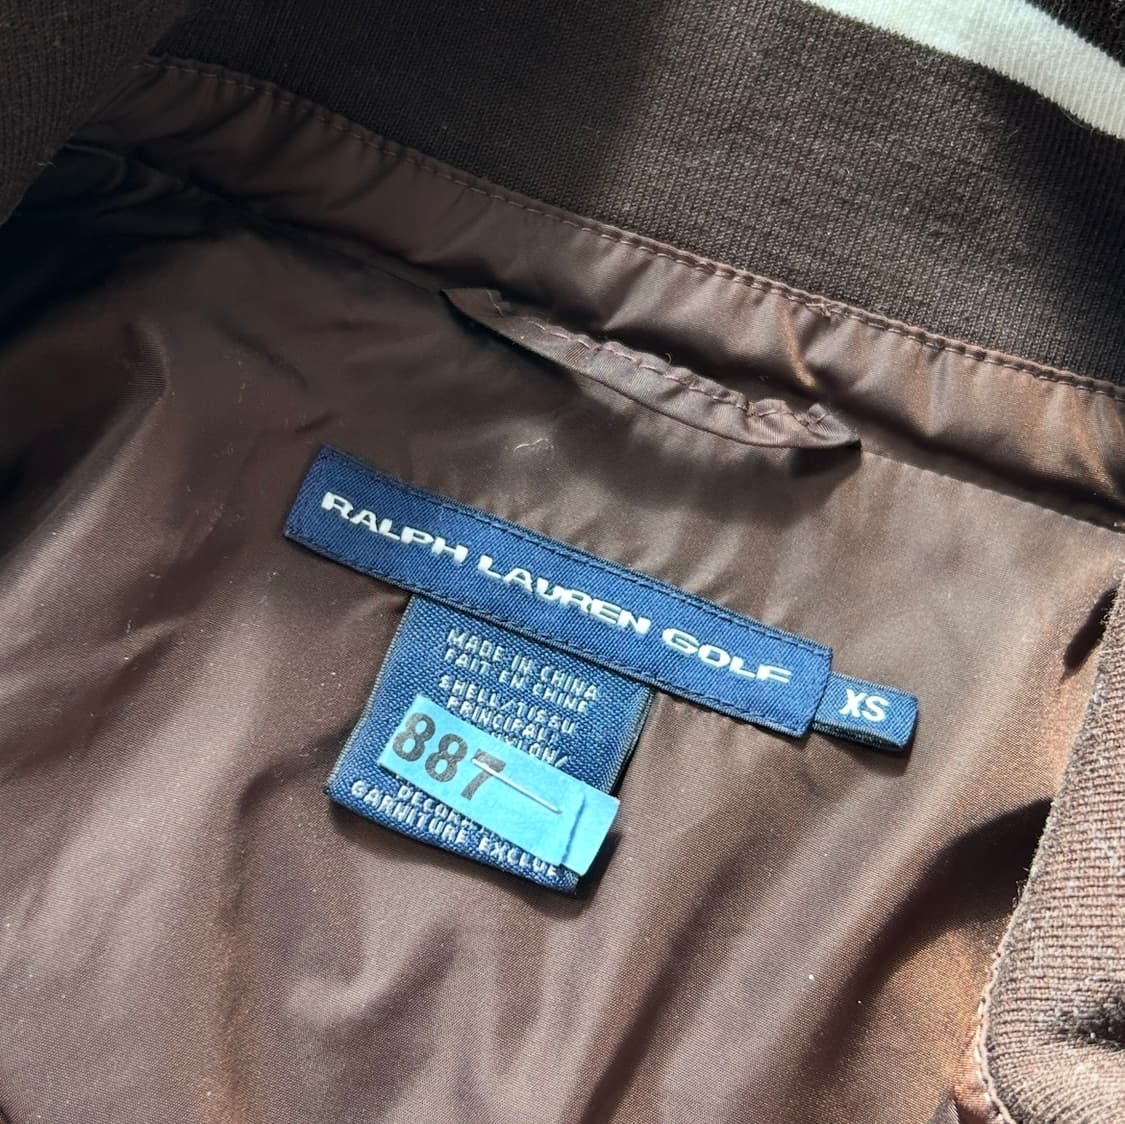 RALPH LAUREN GOLF
XS
MADE IN CHINA
FAIT EN CHINE
SHELL/TISSU
PRINCIPAL/
887
GARNITURE EXCLUE